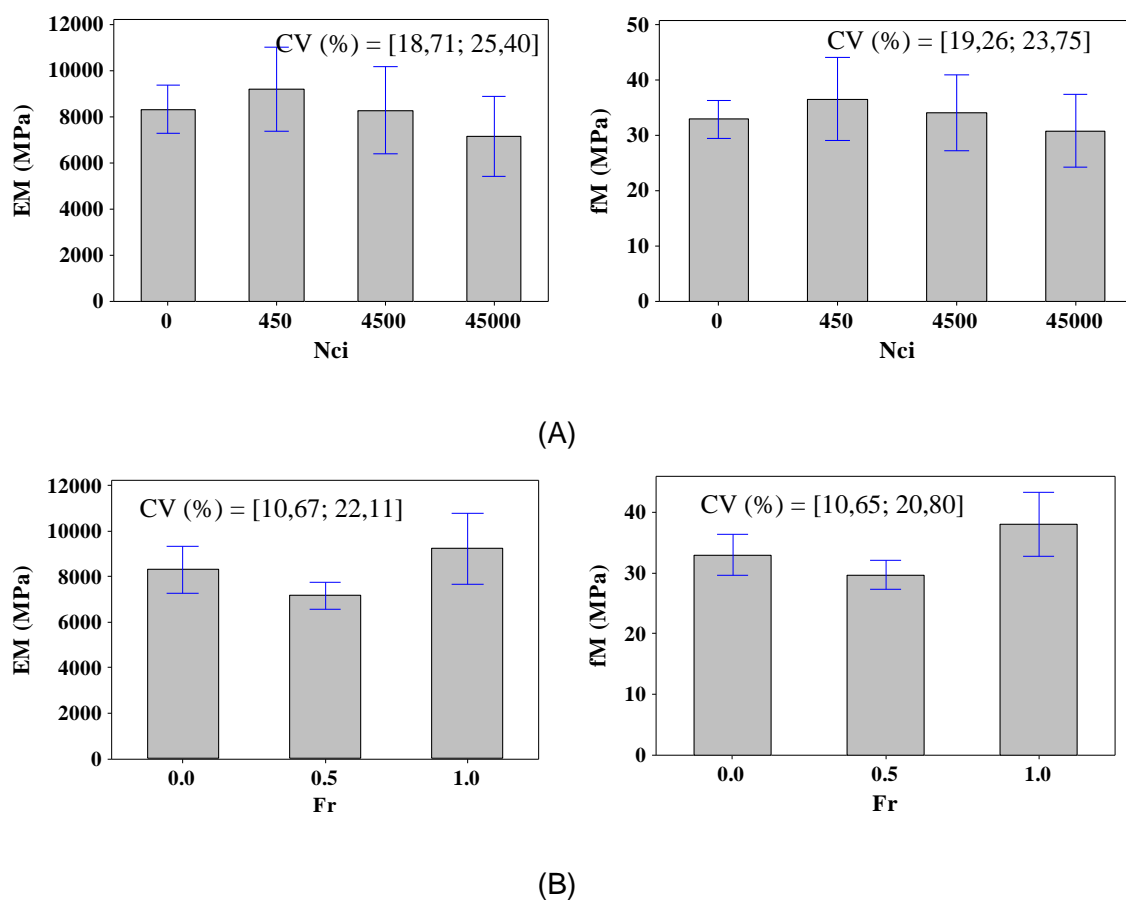 CV (%) = [18,71; 25,40]
EM (MPa)
12000
10000
8000
6000
4000
2000
0
0 450 4500 45000
Nci
CV (%) = [19,26; 23,75]
fM (MPa)
50
40
30
20
10
0
0 450 4500 45000
Nci
(A)
CV (%) = [10,67; 22,11]
EM (MPa)
12000
10000
8000
6000
4000
2000
0
0.0 0.5 1.0
Fr
CV (%) = [10,65; 20,80]
fM (MPa)
40
30
20
10
0
0.0 0.5 1.0
Fr
(B)